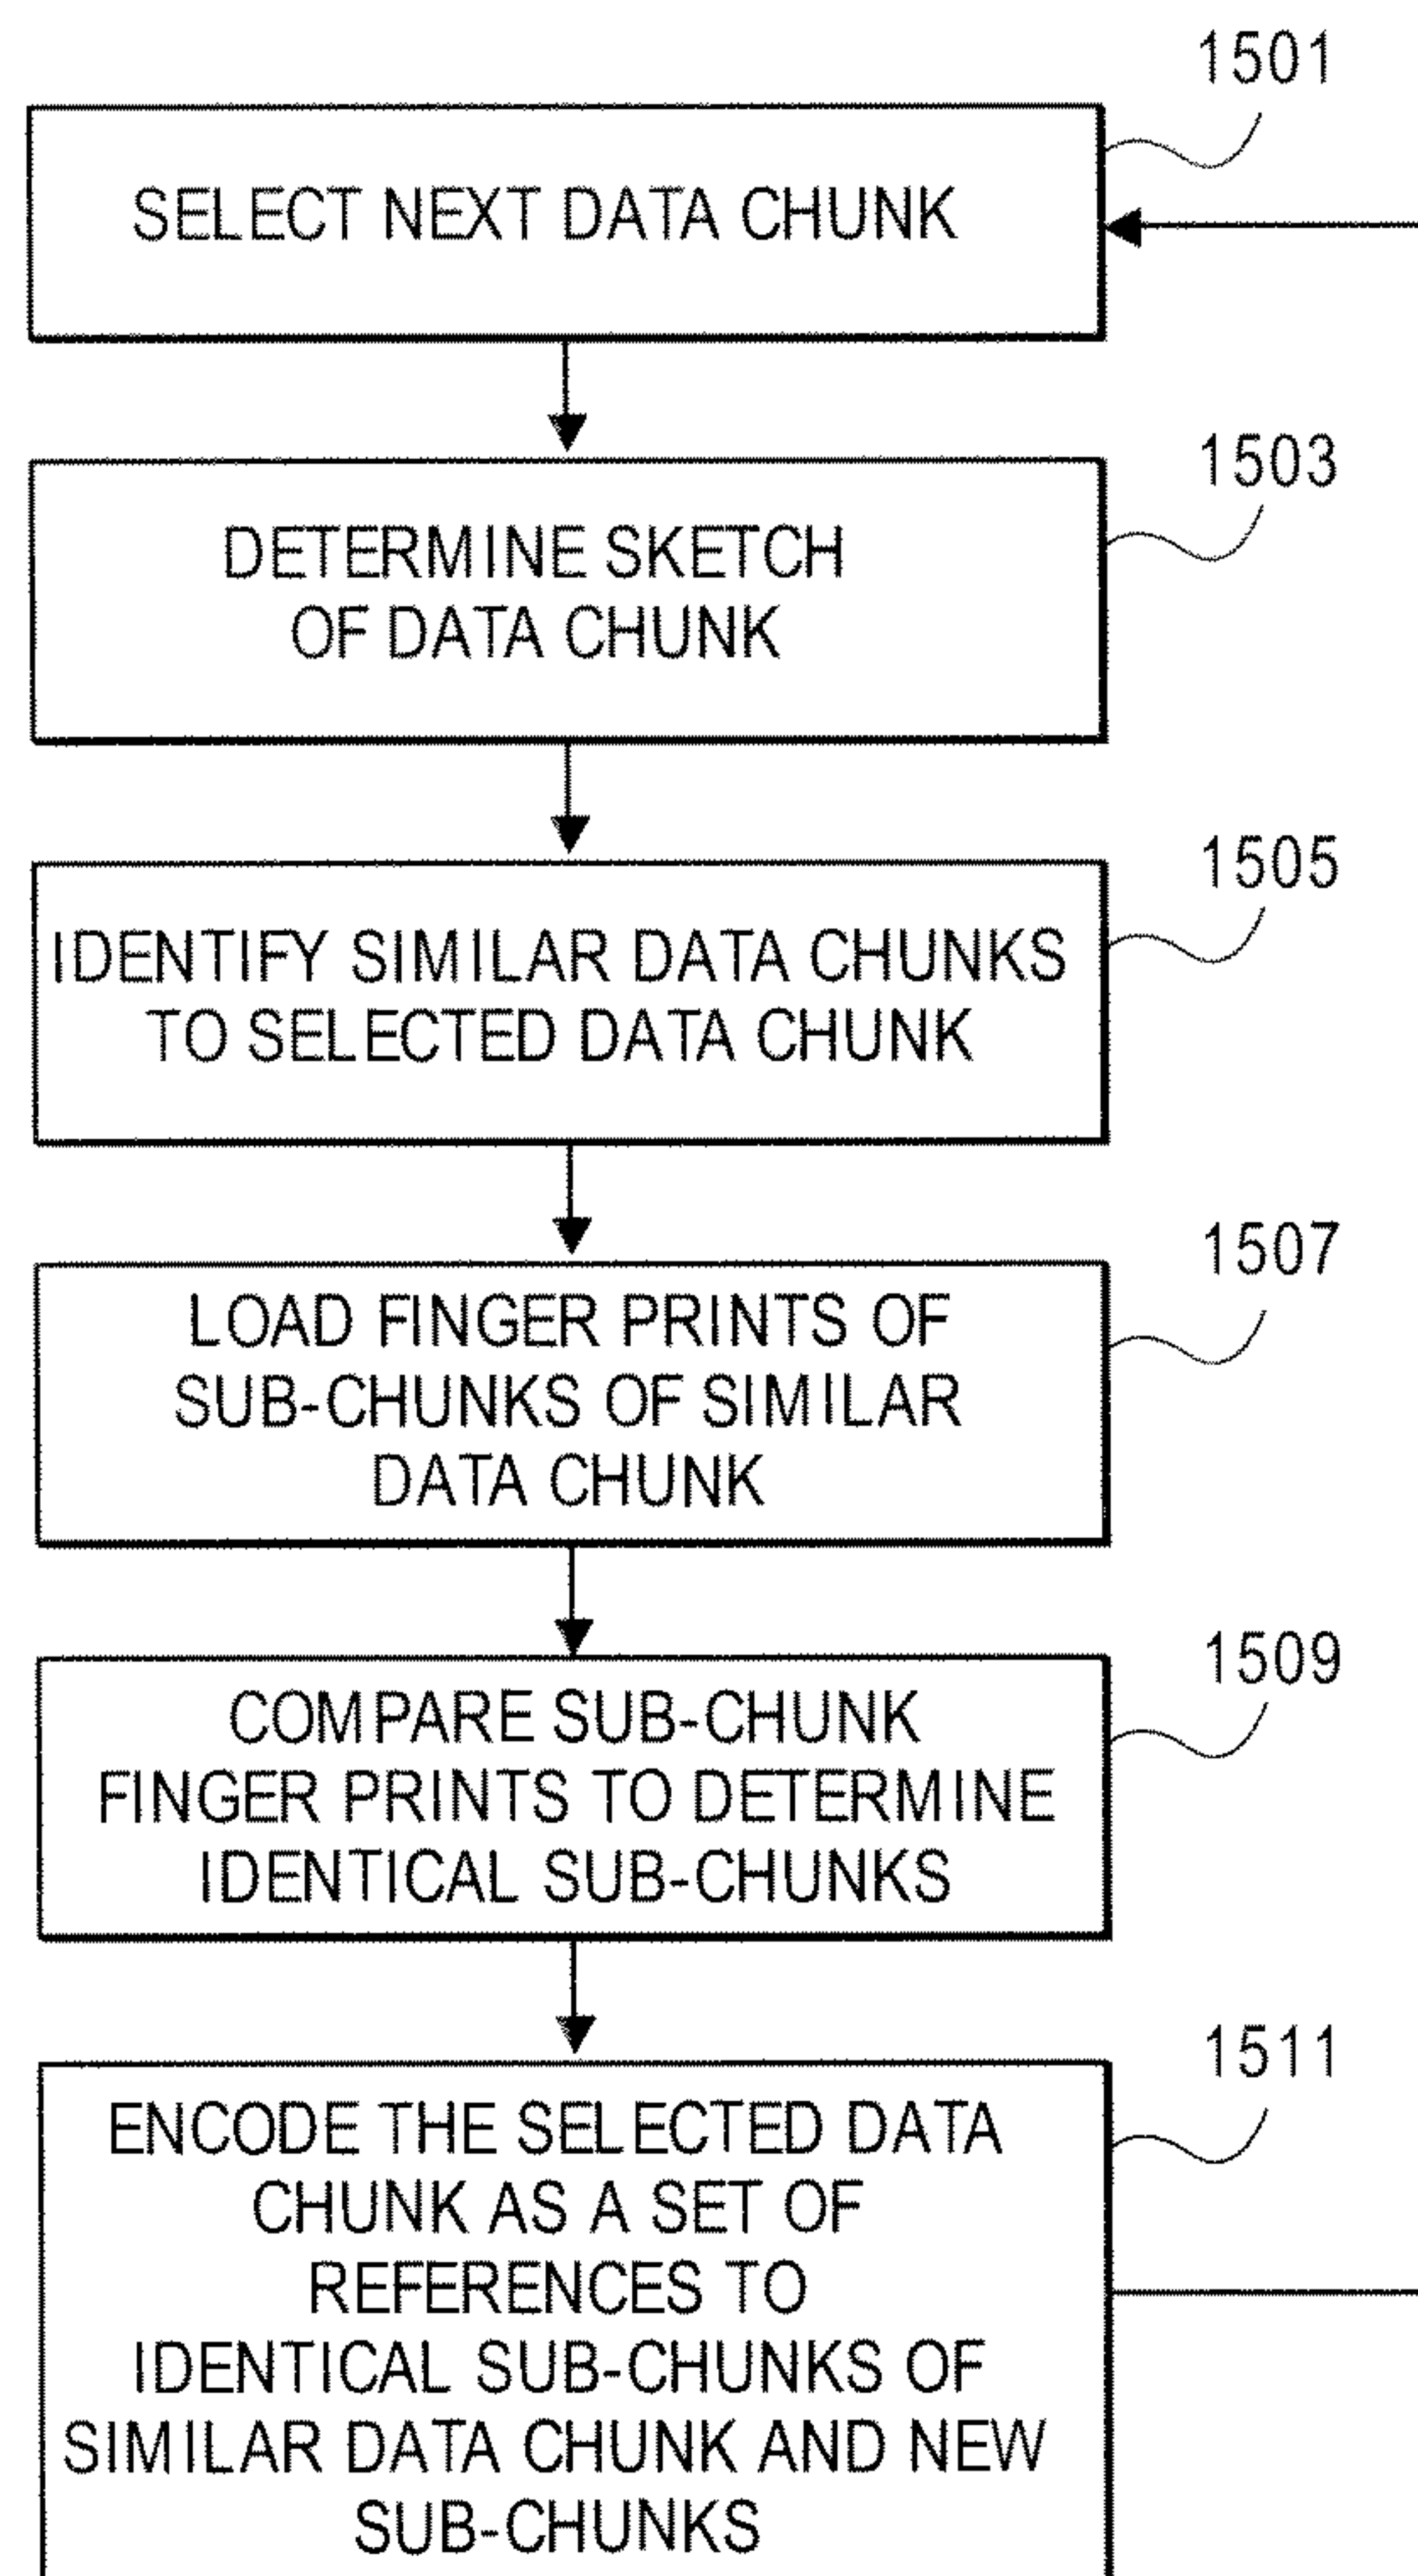 1501
SELECT NEXT DATA CHUNK
1503
DETERMINE SKETCH
OF DATA CHUNK
1505
IDENTIFY SIMILAR DATA CHUNKS
TO SELECTED DATA CHUNK
1507
LOAD FINGER PRINTS OF
SUB-CHUNKS OF SIMILAR
DATA CHUNK
1509
COMPARE SUB-CHUNK
FINGER PRINTS TO DETERMINE
IDENTICAL SUB-CHUNKS
1511
ENCODE THE SELECTED DATA
CHUNK AS A SET OF
REFERENCES TO
IDENTICAL SUB-CHUNKS OF
SIMILAR DATA CHUNK AND NEW
SUB-CHUNKS